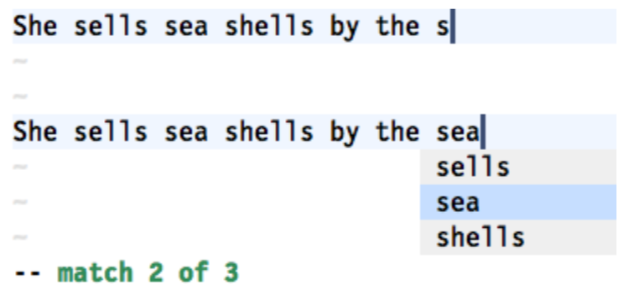 She sells sea shells by the s
~
~
She sells sea shells by the sea
~ sells
~ sea
~ shells
-- match 2 of 3